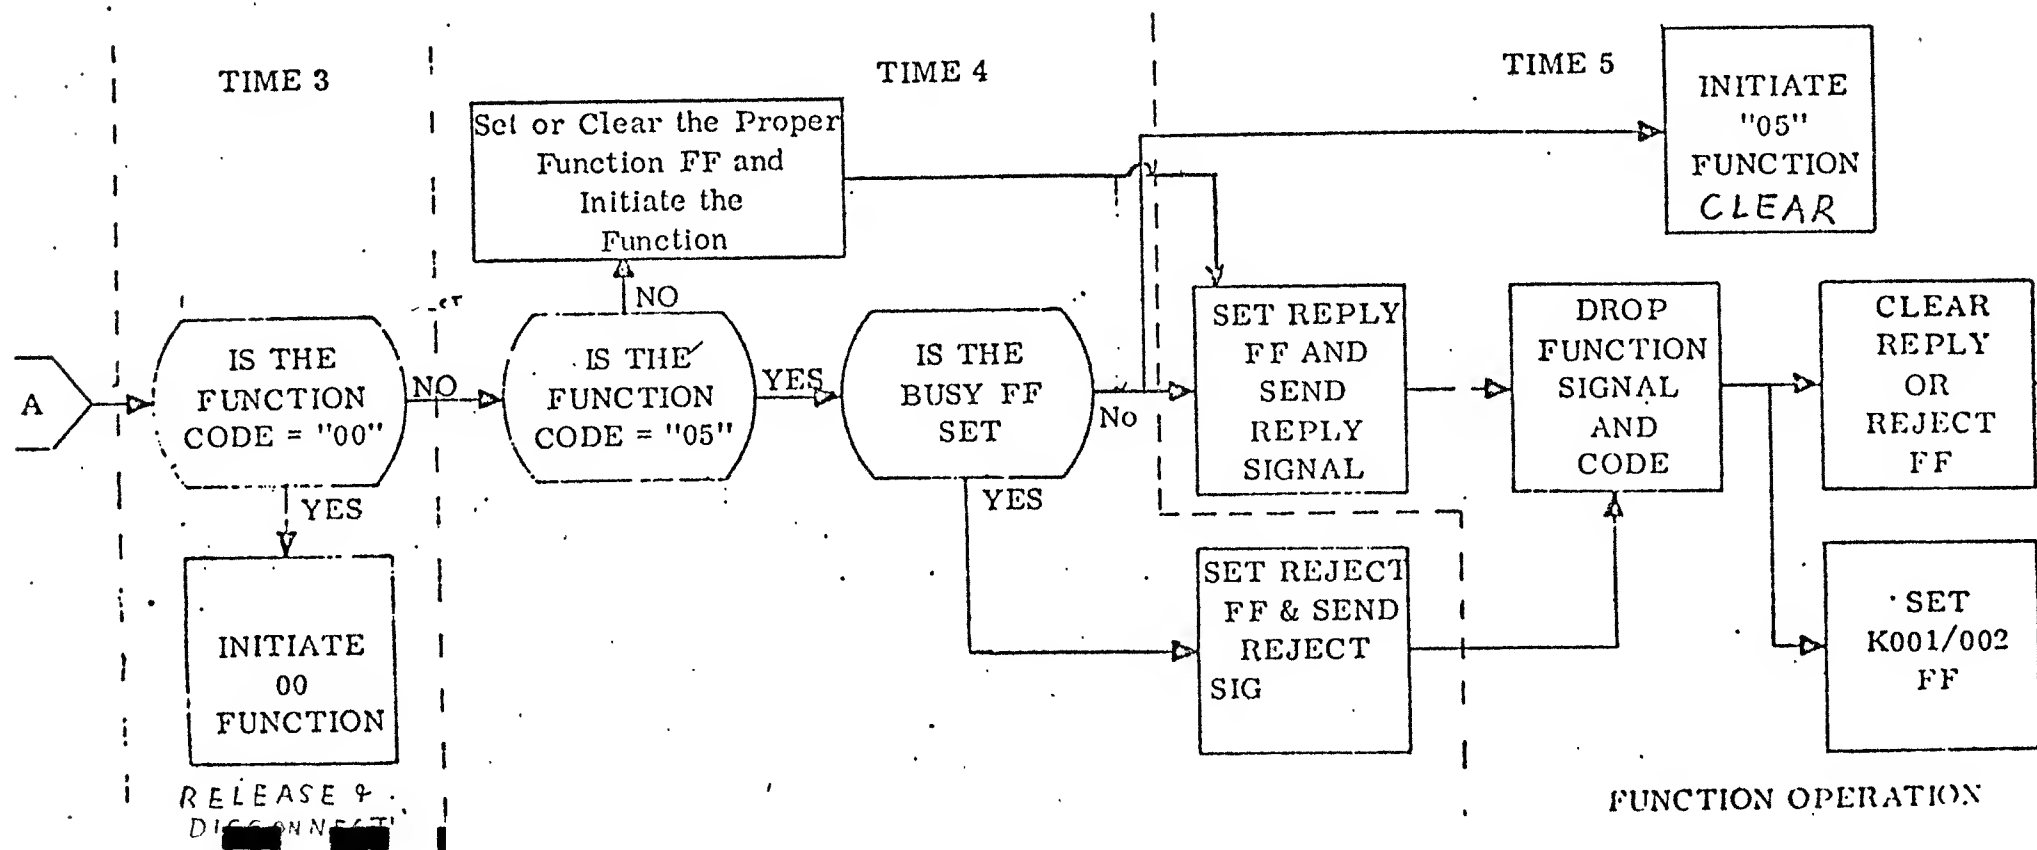 TIME 3
TIME 4
TIME 5
Set or Clear the Proper
Function FF and
Initiate the
Function
INITIATE
"05"
FUNCTION
CLEAR
A
IS THE
FUNCTION
CODE = "00"
NO
YES
INITIATE
00
FUNCTION
RELEASE &
DISCONNECT
IS THE
FUNCTION
CODE = "05"
NO
YES
IS THE
BUSY FF
SET
No
YES
SET REPLY
FF AND
SEND
REPLY
SIGNAL
SET REJECT
FF & SEND
REJECT
SIG
DROP
FUNCTION
SIGNAL
AND
CODE
CLEAR
REPLY
OR
REJECT
FF
SET
K001/002
FF
FUNCTION OPERATION